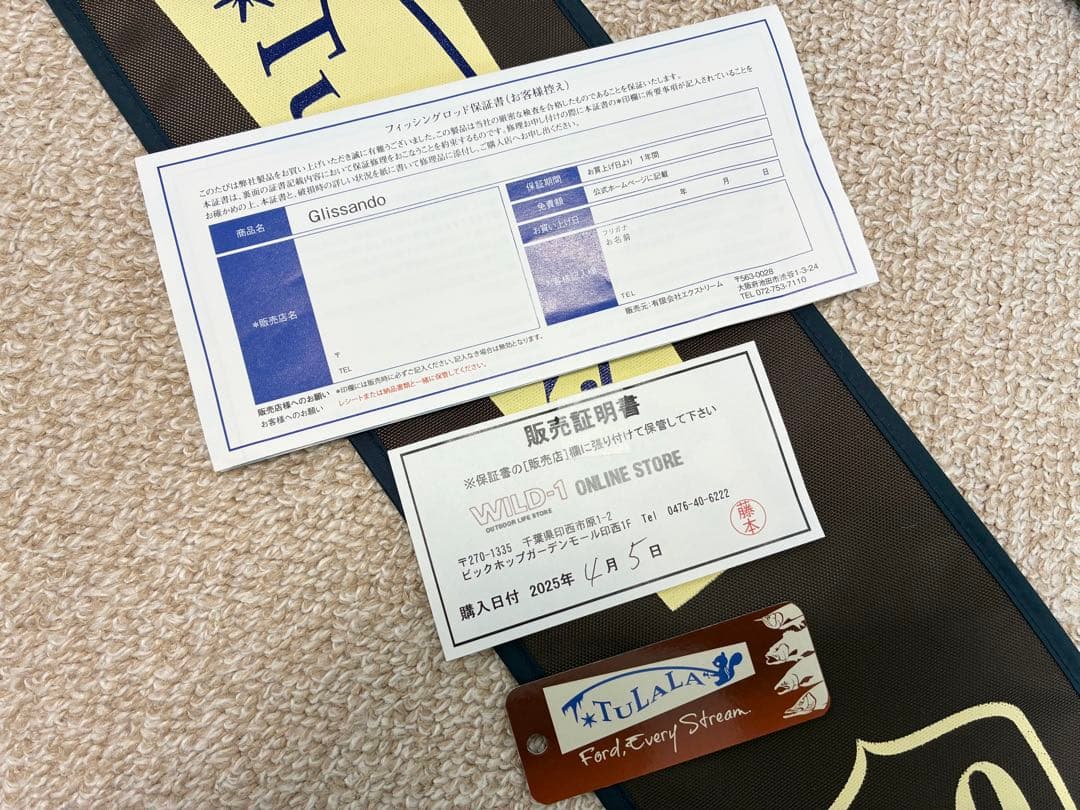 フィッシングロッド保証書(お客様控え)
このたびは弊社製品をお買い上げいただき誠に有難うございました。この製品は当社の厳密な検査を合格したものであることを保証いたします。
本証書は、裏面の証書記載内容において保証修理をおこなうことを約束するものです。修理お申し付けの際に本証書の*印欄に所要事項が記入されていることを
お確かめの上、本証書と、破損時の詳しい状況を紙に書いて修理品に添付し、ご購入店へお申し出ください。
商品名
Glissando
*販売店名
〒
TEL
保証期間
お買上げ日より 1年間
免責額
公式ホームページに記載
お買い上げ日
年 月 日
フリガナ
お名前
TEL
販売店様へのお願い *印欄には販売時に必ずご記入ください。記入なき場合は無効となります。
お客様へのお願い レシートまたは納品書類と一緒に保管してください。
販売元:有限会社エクストリーム
〒563-0028
大阪府池田市渋谷1-3-24
TEL 072-753-7110
販売証明書
※保証書の[販売店]欄に張り付けて保管して下さい
WILD-1 ONLINE STORE
OUTDOOR LIFE STORE
〒270-1335 千葉県印西市原1-2
ビックホップガーデンモール印西1F Tel 0476-40-6222
藤本
購入日付 2025年 4月 5日
TULALA
Ford, Every Stream.